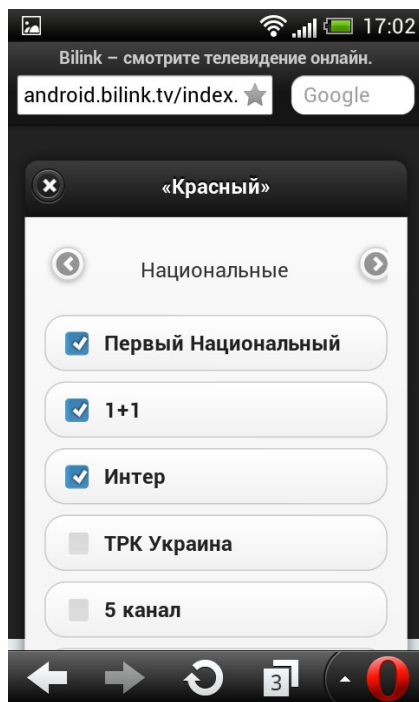 17:02
Bilink – смотрите телевидение онлайн.
android.bilink.tv/index. Google
«Красный»
Национальные
Первый Национальный
1+1
Интер
ТРК Украина
5 канал
3